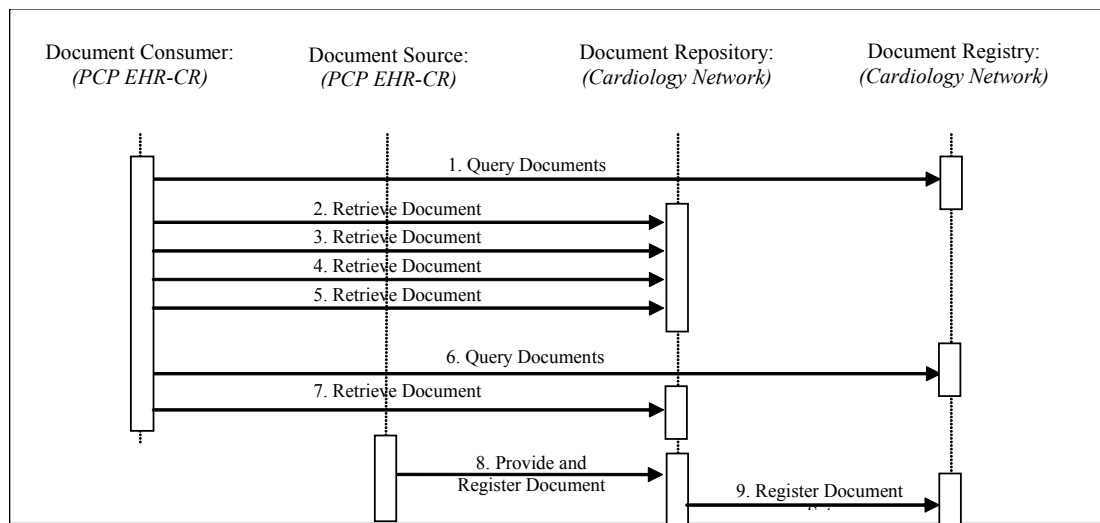 Document Consumer:
(PCP EHR-CR)
Document Source:
(PCP EHR-CR)
Document Repository:
(Cardiology Network)
Document Registry:
(Cardiology Network)
1. Query Documents
2. Retrieve Document
3. Retrieve Document
4. Retrieve Document
5. Retrieve Document
6. Query Documents
7. Retrieve Document
8. Provide and
Register Document
9. Register Document